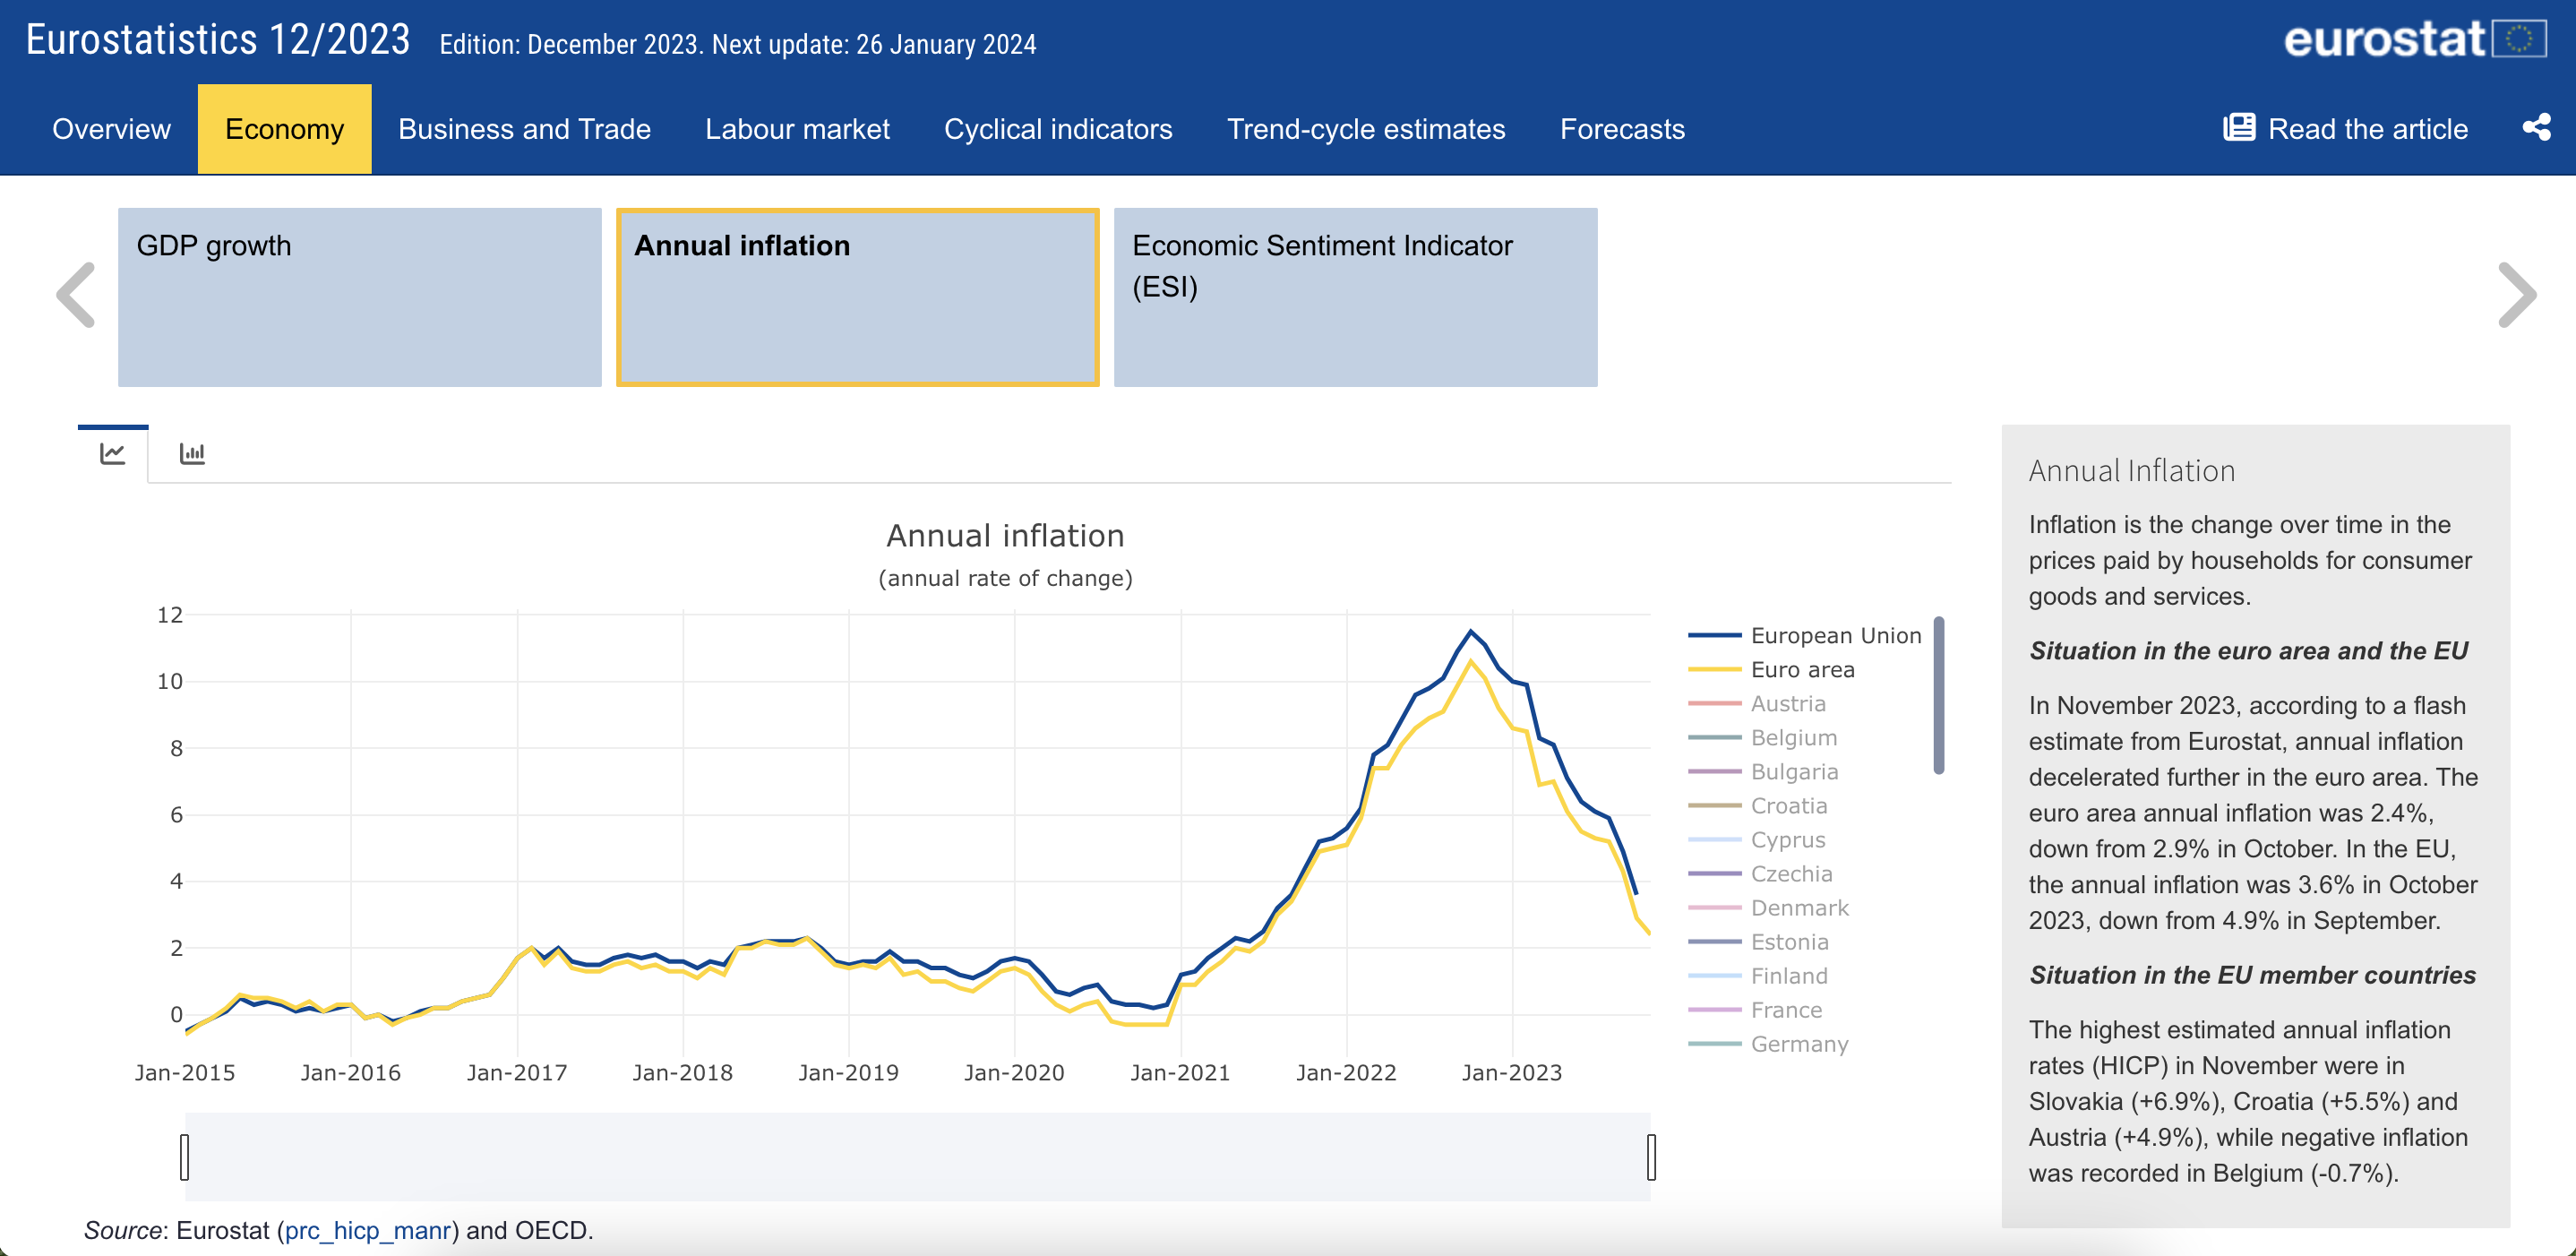 Eurostatistics 12/2023 Edition: December 2023. Next update: 26 January 2024
eurostat
Overview Economy Business and Trade Labour market Cyclical indicators Trend-cycle estimates Forecasts Read the article
GDP growth
Annual inflation
Economic Sentiment Indicator
(ESI)
Annual inflation
(annual rate of change)
12
10
8
6
4
2
0
Jan-2015 Jan-2016 Jan-2017 Jan-2018 Jan-2019 Jan-2020 Jan-2021 Jan-2022 Jan-2023
European Union
Euro area
Austria
Belgium
Bulgaria
Croatia
Cyprus
Czechia
Denmark
Estonia
Finland
France
Germany
Source: Eurostat (prc_hicp_manr) and OECD.
Annual Inflation
Inflation is the change over time in the
prices paid by households for consumer
goods and services.
Situation in the euro area and the EU
In November 2023, according to a flash
estimate from Eurostat, annual inflation
decelerated further in the euro area. The
euro area annual inflation was 2.4%,
down from 2.9% in October. In the EU,
the annual inflation was 3.6% in October
2023, down from 4.9% in September.
Situation in the EU member countries
The highest estimated annual inflation
rates (HICP) in November were in
Slovakia (+6.9%), Croatia (+5.5%) and
Austria (+4.9%), while negative inflation
was recorded in Belgium (-0.7%).